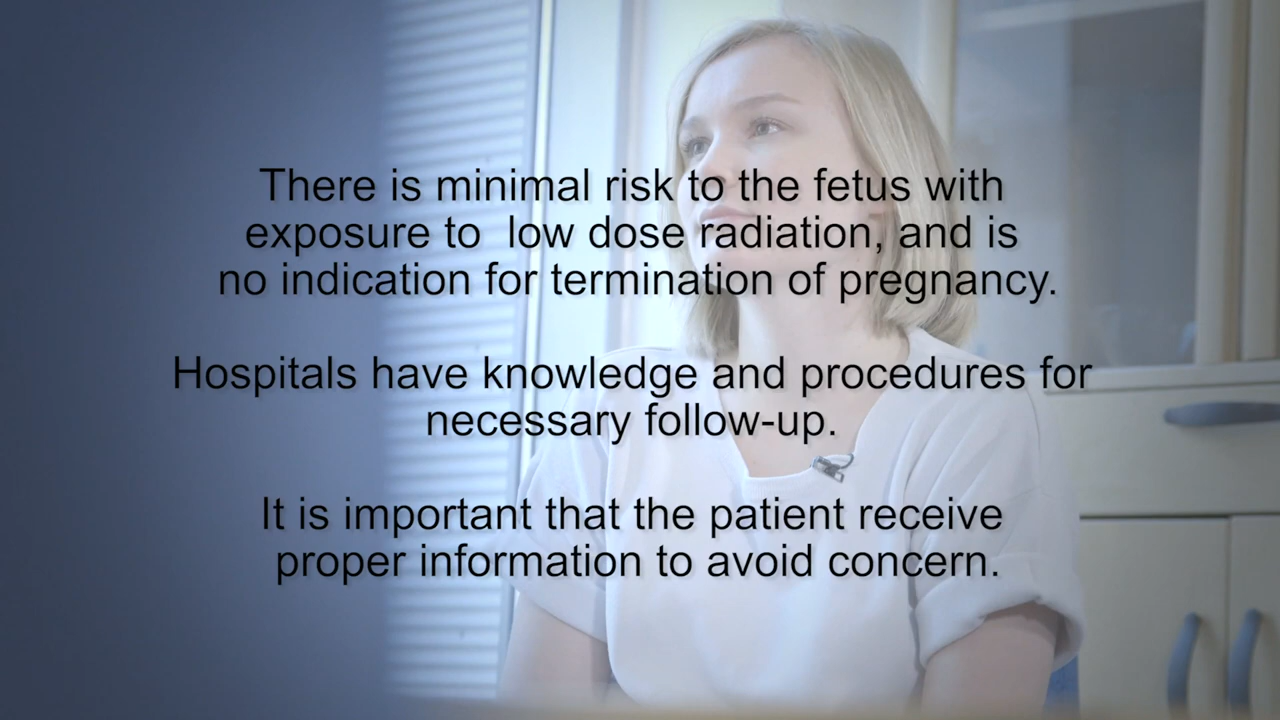 There is minimal risk to the fetus with
exposure to  low dose radiation, and is
no indication for termination of pregnancy.
Hospitals have knowledge and procedures for
necessary follow-up.
It is important that the patient receive
proper information to avoid concern.